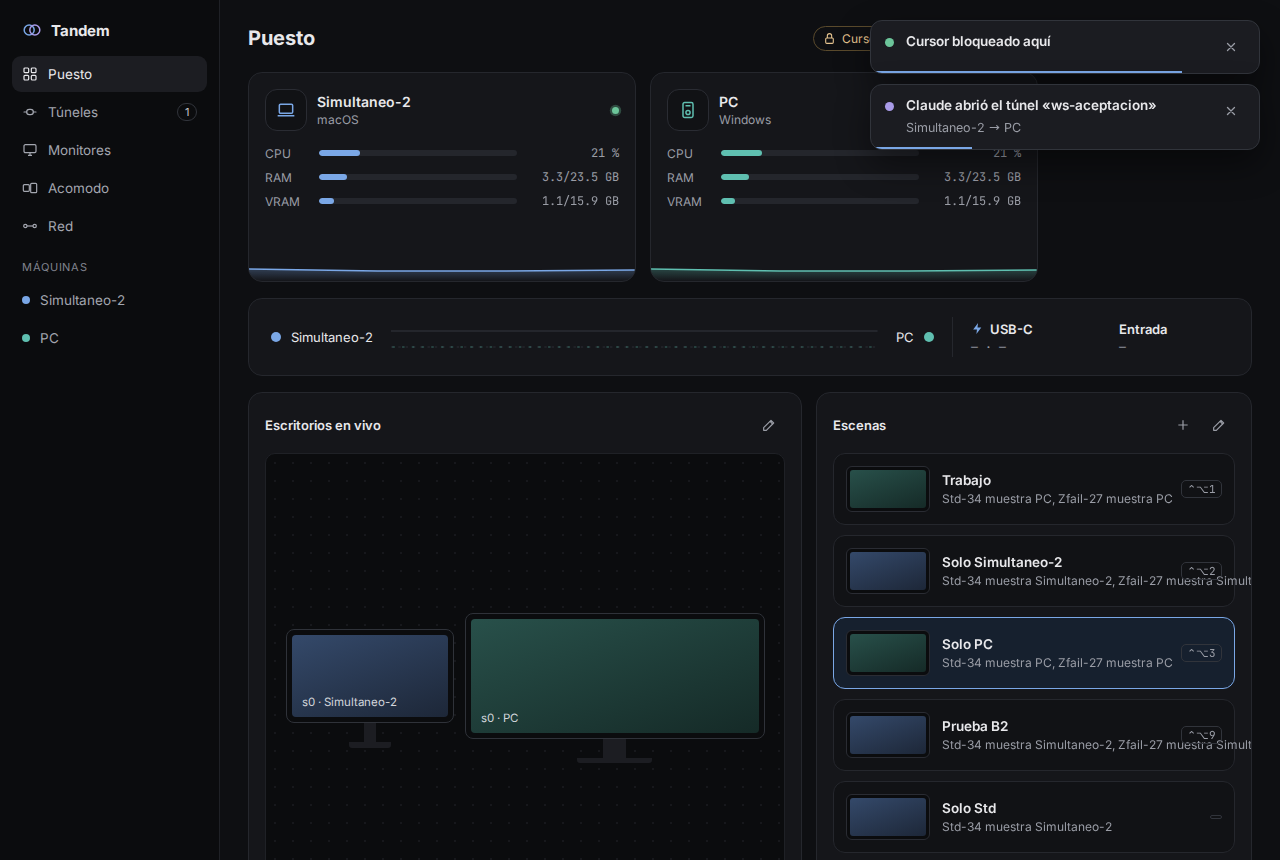 Tandem
Puesto
Túneles
1
Monitores
Acomodo
Red
MÁQUINAS
Simultaneo-2
PC
Puesto
Cursor bloqueado aquí
Claude abrió el túnel «ws-aceptacion»
Simultaneo-2 → PC
Simultaneo-2
macOS
CPU
21 %
RAM
3.3/23.5 GB
VRAM
1.1/15.9 GB
PC
Windows
CPU
21 %
RAM
3.3/23.5 GB
VRAM
1.1/15.9 GB
Simultaneo-2
PC
USB-C
— · —
Entrada
—
Escritorios en vivo
s0 · Simultaneo-2
s0 · PC
Escenas
Trabajo
Std-34 muestra PC, Zfail-27 muestra PC
⌃⌥1
Solo Simultaneo-2
Std-34 muestra Simultaneo-2, Zfail-27 muestra Simult
⌃⌥2
Solo PC
Std-34 muestra PC, Zfail-27 muestra PC
⌃⌥3
Prueba B2
Std-34 muestra Simultaneo-2, Zfail-27 muestra Simult
⌃⌥9
Solo Std
Std-34 muestra Simultaneo-2